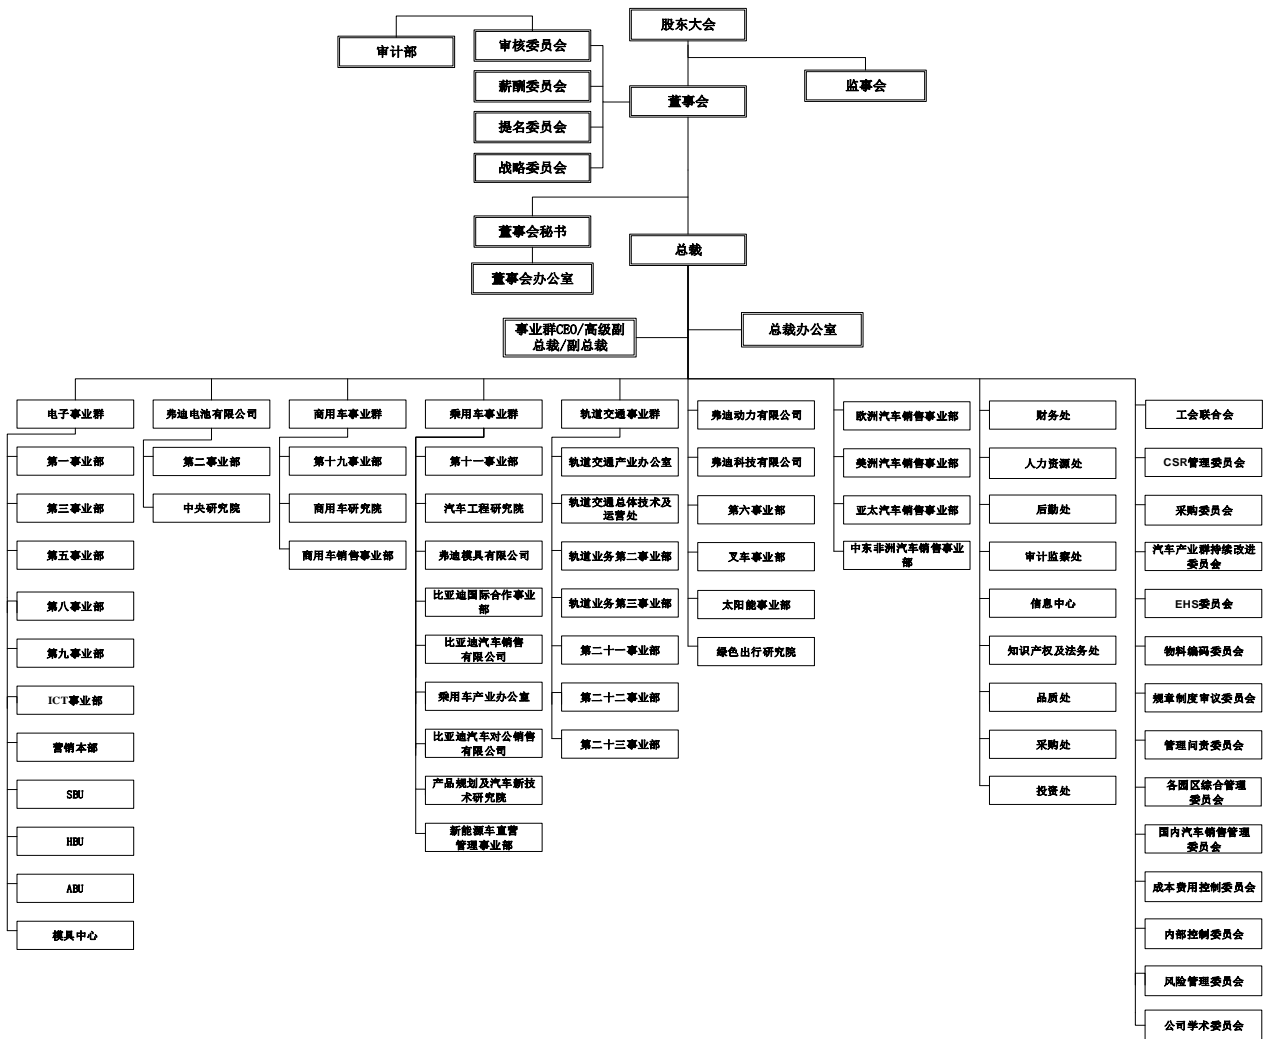 股东大会
审计部
审核委员会
监事会
薪酬委员会
董事会
提名委员会
战略委员会
董事会秘书
总裁
董事会办公室
事业群CEO/高级副
总裁/副总裁
总裁办公室
电子事业群
第一事业部
第三事业部
第五事业部
第八事业部
第九事业部
ICT事业部
营销本部
SBU
HBU
ABU
模具中心
弗迪电池有限公司
第二事业部
中央研究院
商用车事业群
第十九事业部
商用车研究院
商用车销售事业部
乘用车事业群
第十一事业部
汽车工程研究院
弗迪模具有限公司
比亚迪国际合作事业
部
比亚迪汽车销售
有限公司
乘用车产业办公室
比亚迪汽车对公销售
有限公司
产品规划及汽车新技
术研究院
新能源车直营
管理事业部
轨道交通事业群
轨道交通产业办公室
轨道交通总体技术及
运营处
轨道业务第二事业部
轨道业务第三事业部
第二十一事业部
第二十二事业部
第二十三事业部
弗迪动力有限公司
弗迪科技有限公司
第六事业部
叉车事业部
太阳能事业部
绿色出行研究院
欧洲汽车销售事业部
美洲汽车销售事业部
亚太汽车销售事业部
中东非洲汽车销售事业
部
财务处
人力资源处
后勤处
审计监察处
信息中心
知识产权及法务处
品质处
采购处
投资处
工会联合会
CSR管理委员会
采购委员会
汽车产业群持续改进
委员会
EHS委员会
物料编码委员会
规章制度审议委员会
管理问责委员会
各园区综合管理
委员会
国内汽车销售管理
委员会
成本费用控制委员会
内部控制委员会
风险管理委员会
公司学术委员会